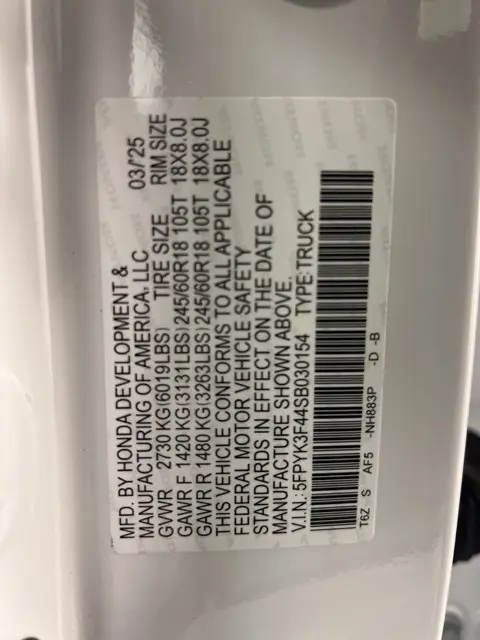 MFD. BY HONDA DEVELOPMENT &
MANUFACTURING OF AMERICA, LLC 03/25
GVWR 2730 KG(6019LBS) TIRE SIZE RIM SIZE
GAWR F 1420 KG(3131LBS) 245/60R18 105T 18X8.0J
GAWR R 1480 KG(3263LBS) 245/60R18 105T 18X8.0J
THIS VEHICLE CONFORMS TO ALL APPLICABLE
FEDERAL MOTOR VEHICLE SAFETY
STANDARDS IN EFFECT ON THE DATE OF
MANUFACTURE SHOWN ABOVE.
V.I.N.: 5FPYK3F44SB030154 TYPE:TRUCK
T6Z S AF5 -NH883P -D -B